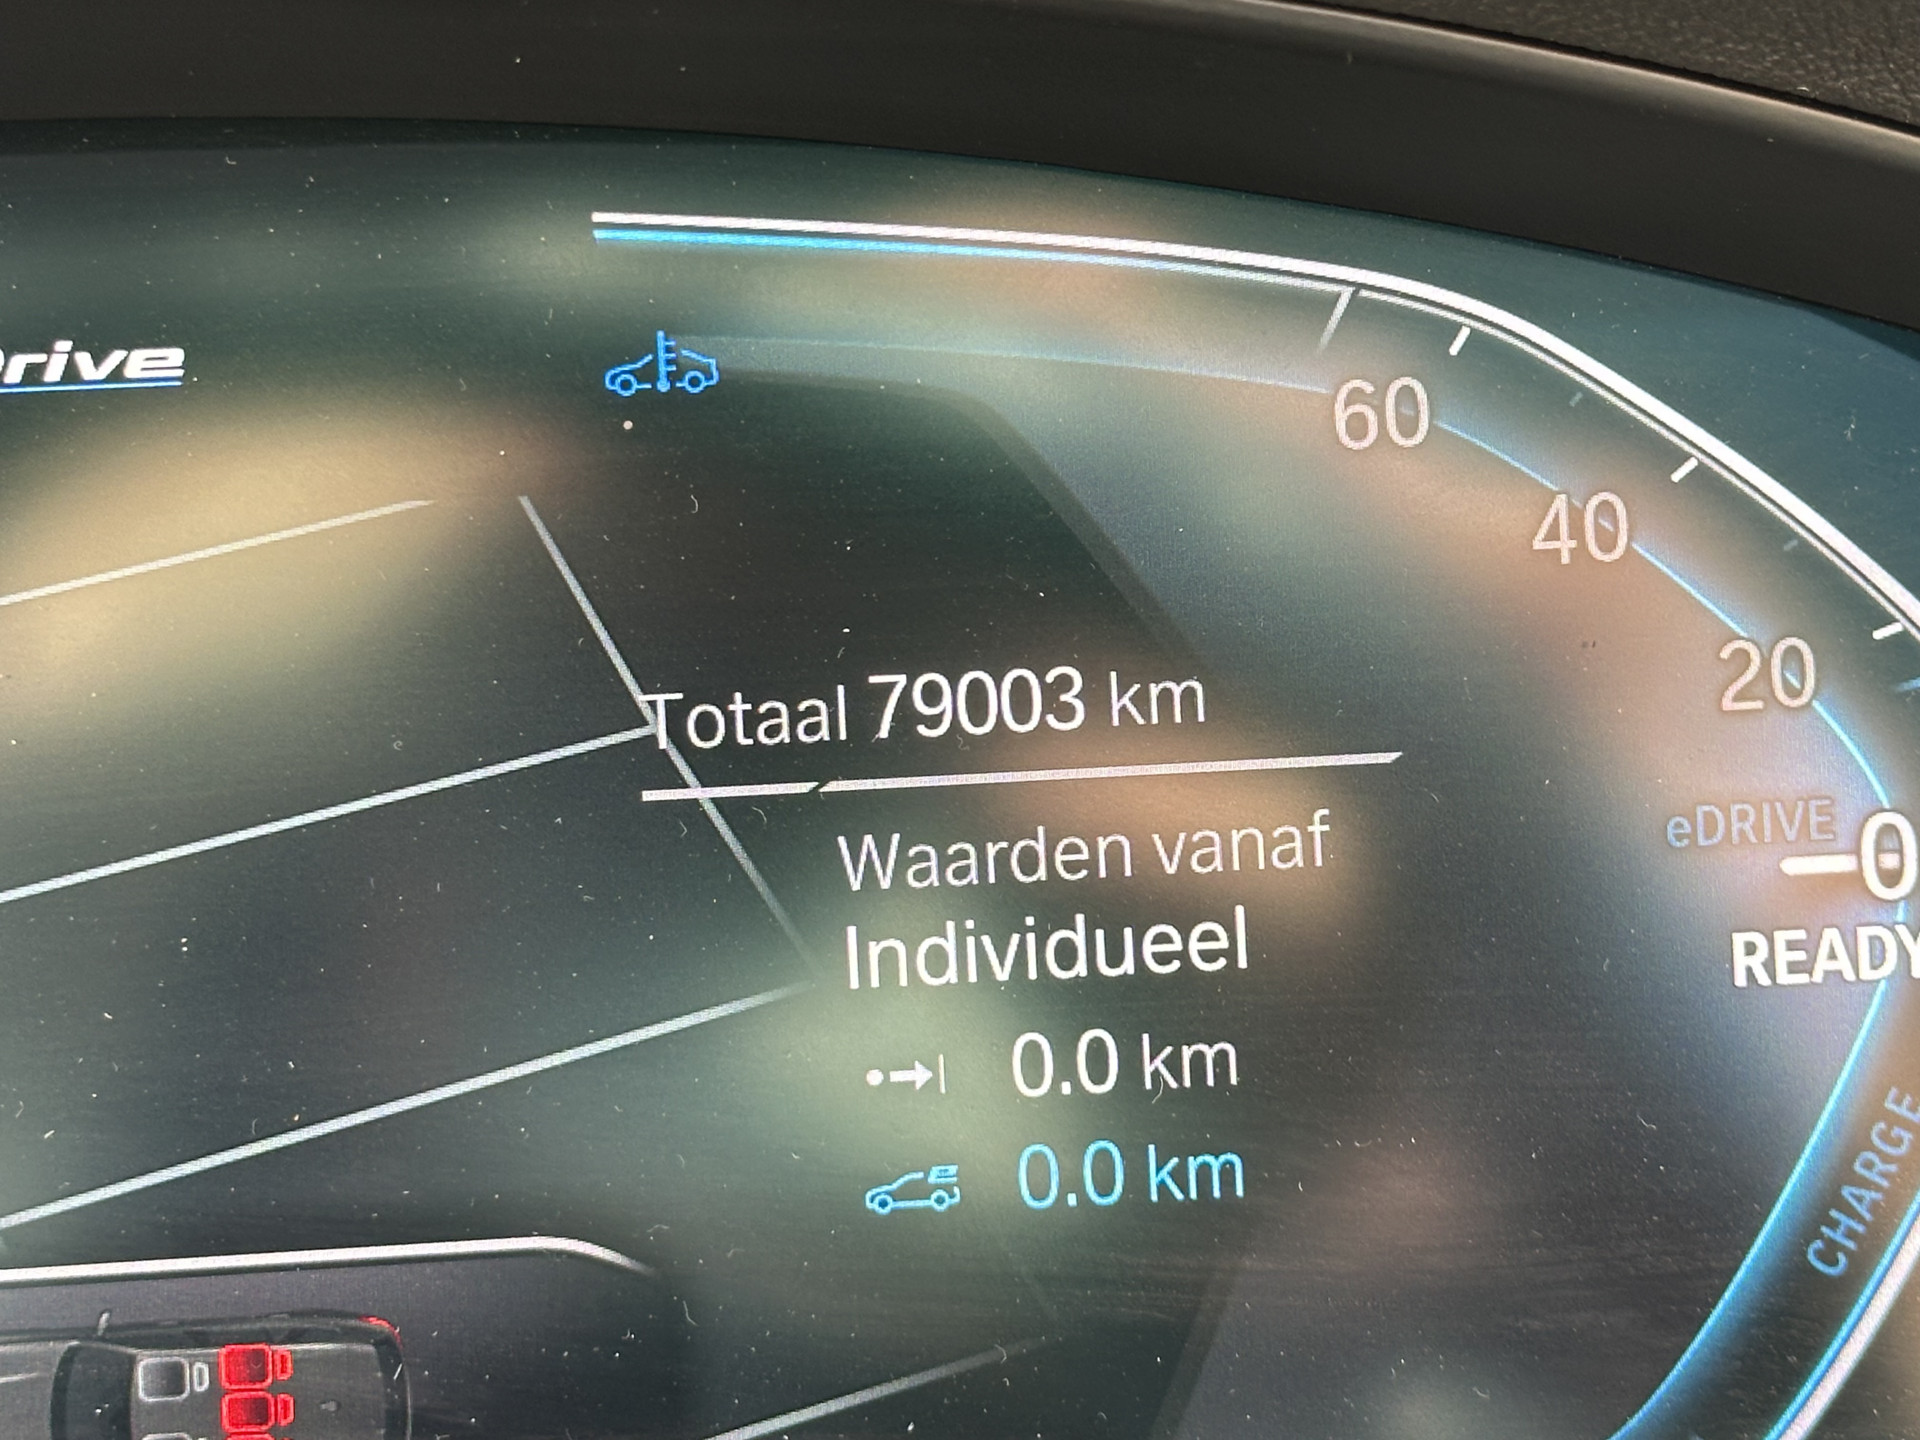 rive
60
40
20
Totaal 79003 km
eDRIVE
0
Waarden vanaf
READY
Individueel
0.0 km
0.0 km
CHARGE